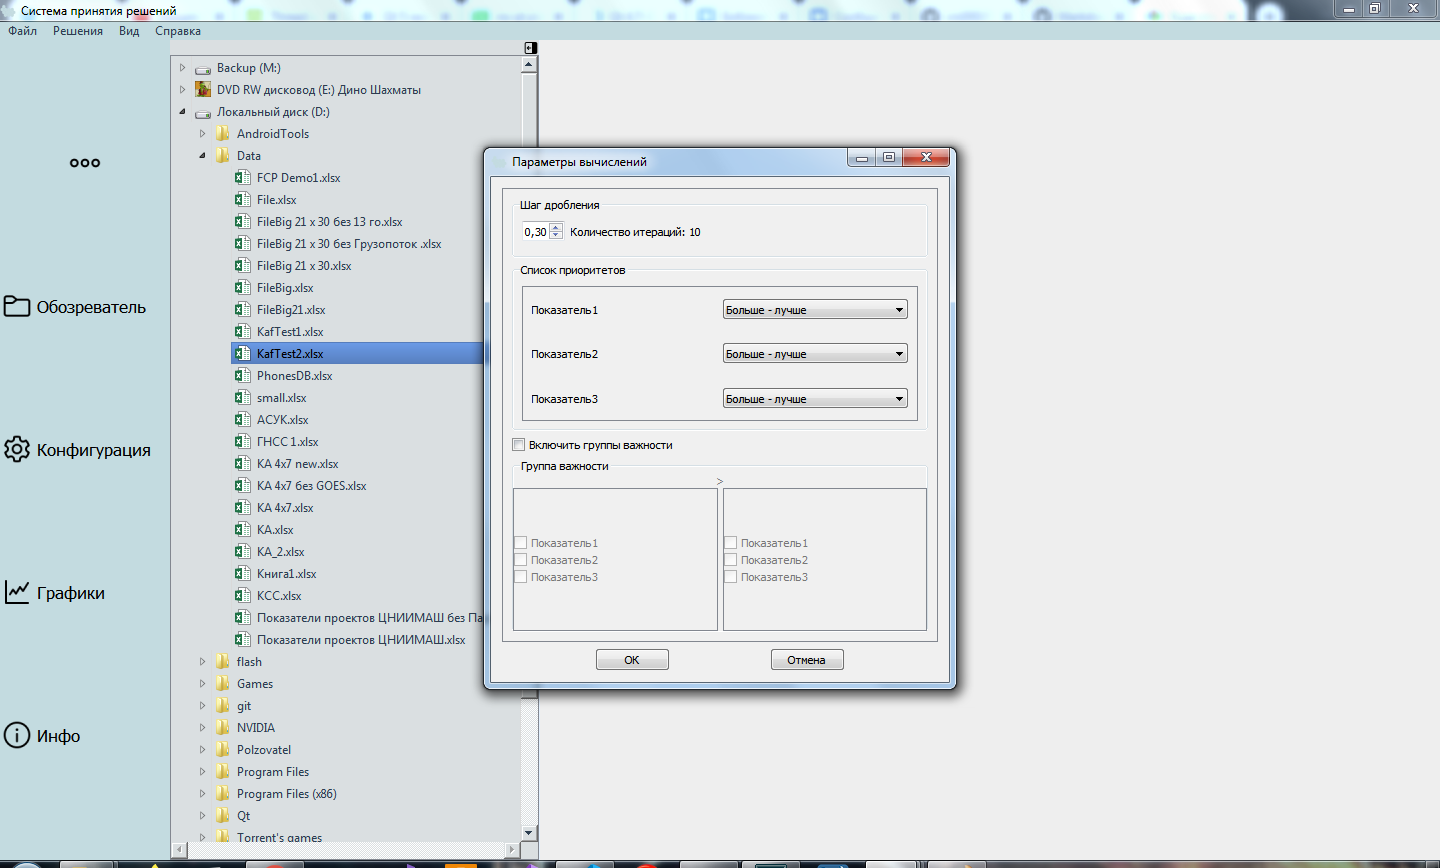 Система принятия решений
Файл Решения Вид Справка
Обозреватель
Конфигурация
Графики
Инфо
Backup (M:)
DVD RW дисковод (E:) Дино Шахматы
Локальный диск (D:)
AndroidTools
Data
FCP Demo1.xlsx
File.xlsx
FileBig 21 x 30 без 13 го.xlsx
FileBig 21 x 30 без Грузопоток .xlsx
FileBig 21 x 30.xlsx
FileBig.xlsx
FileBig21.xlsx
KafTest1.xlsx
KafTest2.xlsx
PhonesDB.xlsx
small.xlsx
АСУК.xlsx
ГНСС 1.xlsx
КА 4x7 new.xlsx
КА 4x7 без GOES.xlsx
КА 4x7.xlsx
КА.xlsx
КА_2.xlsx
Книга1.xlsx
КСС.xlsx
Показатели проектов ЦНИИМАШ без Па
Показатели проектов ЦНИИМАШ.xlsx
flash
Games
git
NVIDIA
Polzovatel
Program Files
Program Files (x86)
Qt
Torrent's games
Параметры вычислений
Шаг дробления
0,30 Количество итераций: 10
Список приоритетов
Показатель1 Больше - лучше
Показатель2 Больше - лучше
Показатель3 Больше - лучше
Включить группы важности
Группа важности
>
Показатель1 Показатель1
Показатель2 Показатель2
Показатель3 Показатель3
ОК Отмена